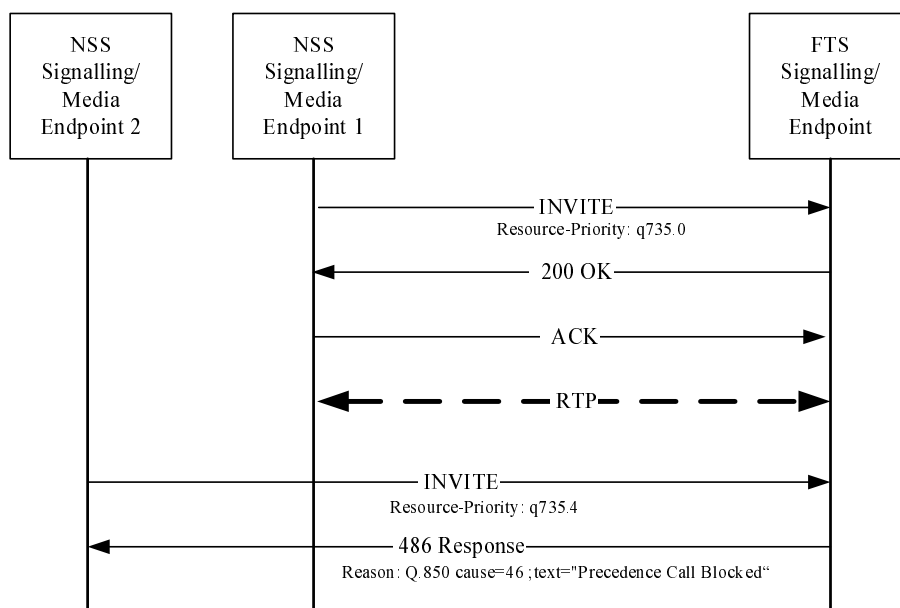 NSS
Signalling/
Media
Endpoint 2
NSS
Signalling/
Media
Endpoint 1
FTS
Signalling/
Media
Endpoint
INVITE
Resource-Priority: q735.0
200 OK
ACK
RTP
INVITE
Resource-Priority: q735.4
486 Response
Reason: Q.850 cause=46 ;text="Precedence Call Blocked“